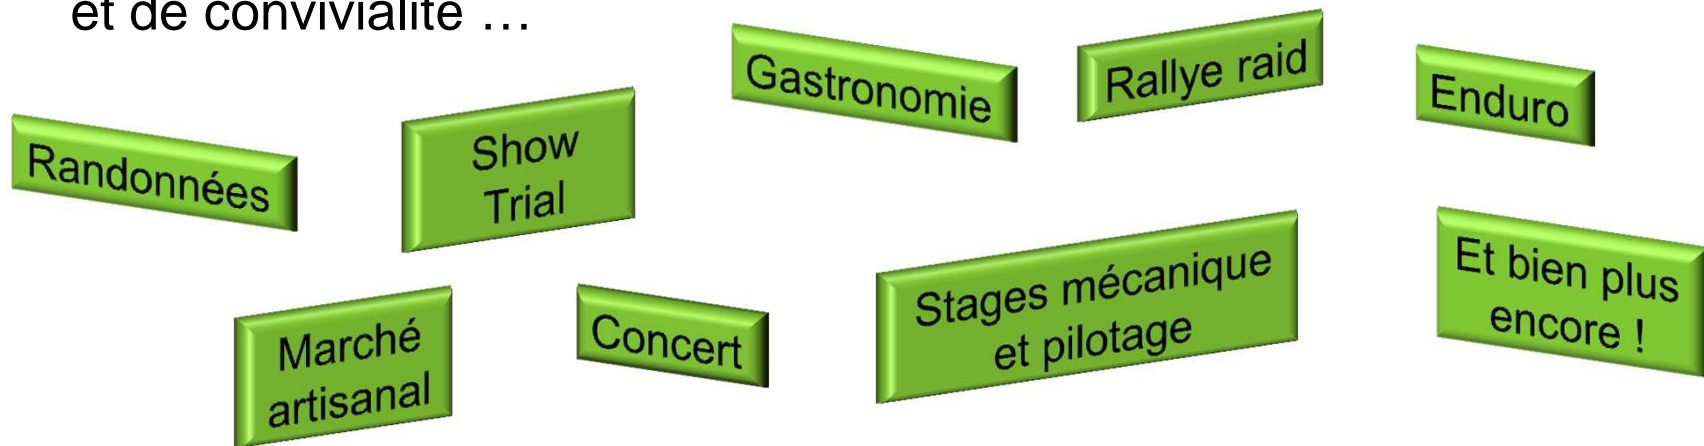 et de convivialité …
Gastronomie
Rallye raid
Enduro
Randonnées
Show
Trial
Stages mécanique
et pilotage
Et bien plus
encore !
Marché
artisanal
Concert